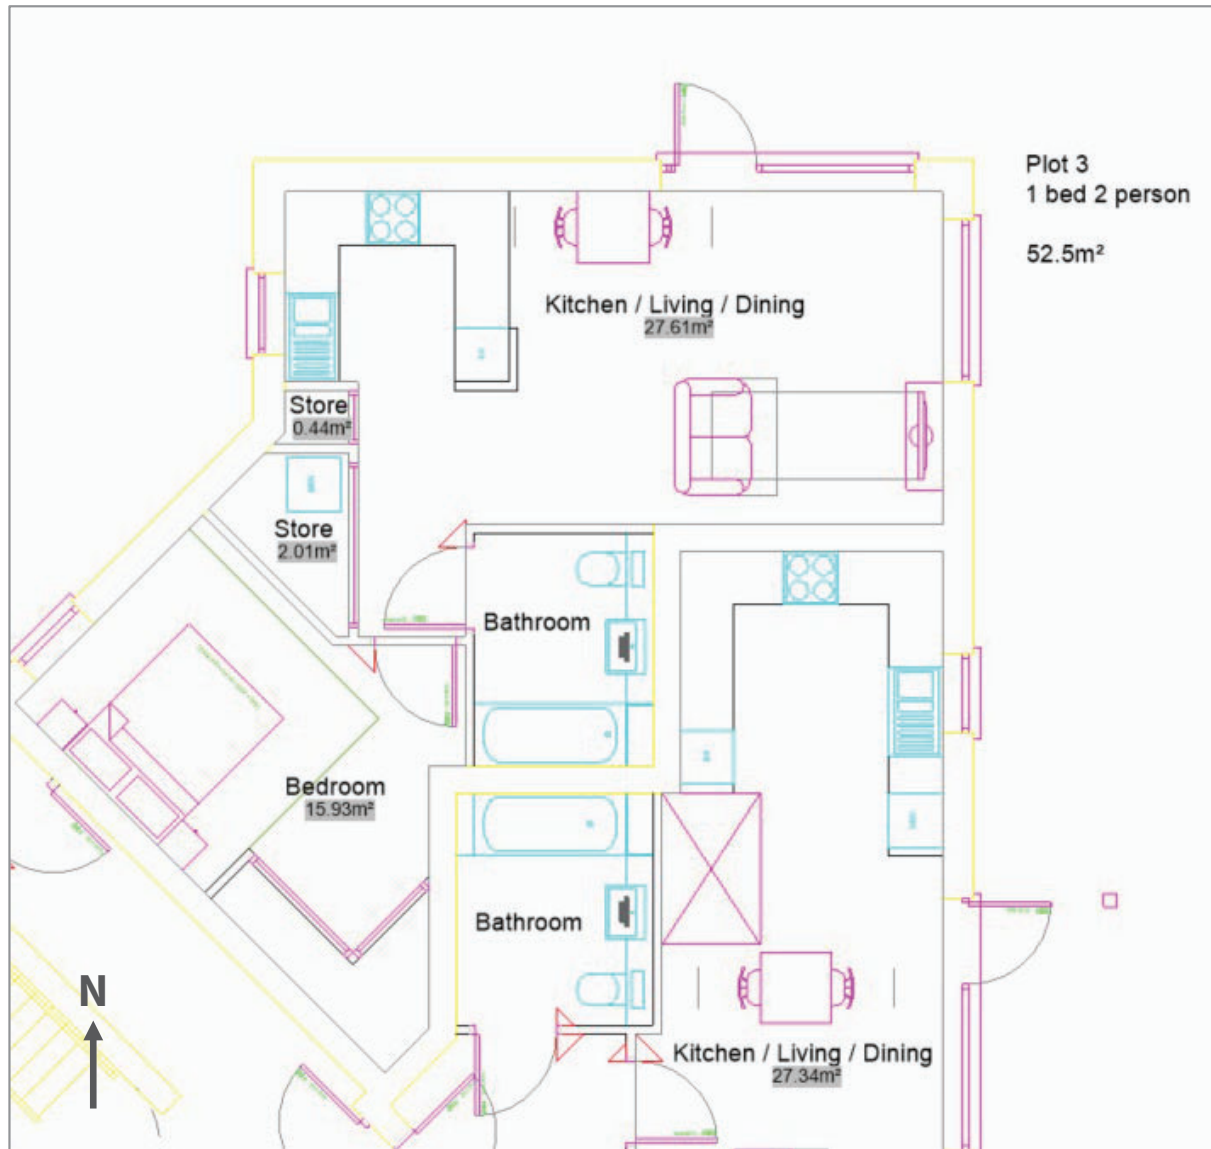 Plot 3
1 bed 2 person
52.5m²
Kitchen / Living / Dining
27.61m²
Store
0.44m²
Store
2.01m²
Bathroom
Bedroom
15.93m²
Bathroom
N
Kitchen / Living / Dining
27.34m²